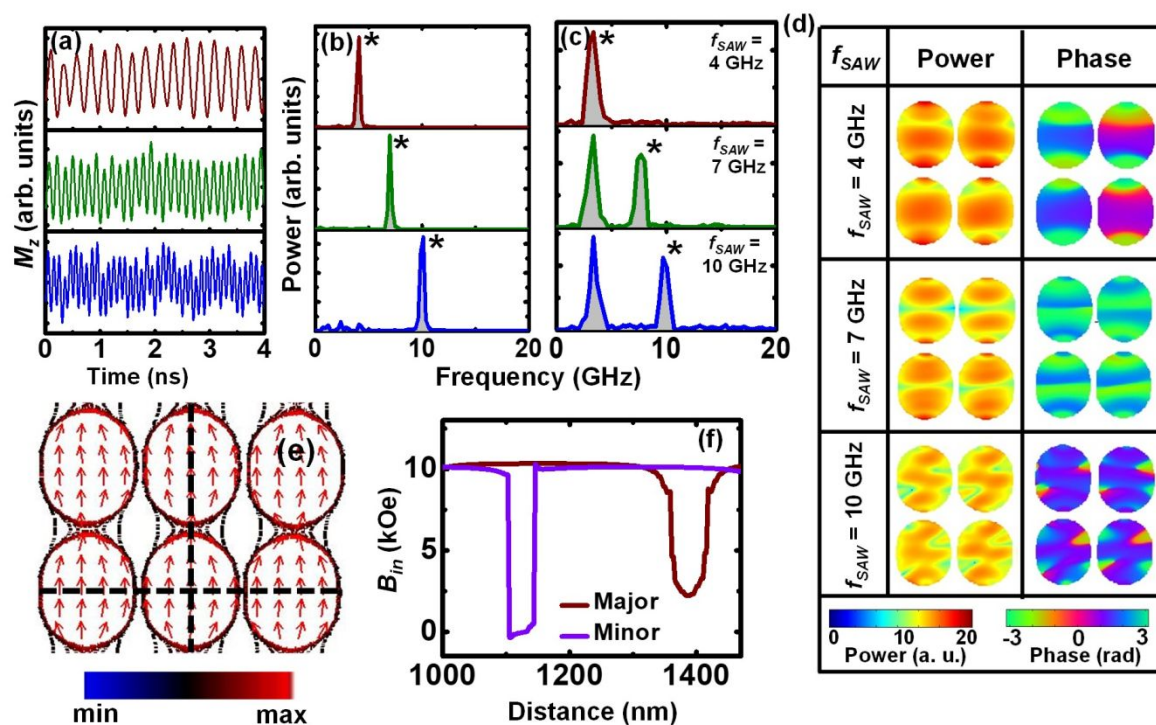 (a)
(b)
(c)
(d)
M_z (arb. units)
Time (ns)
0 1 2 3 4
Power (arb. units)
*
*
*
0 10 20
*
f_SAW =
4 GHz
*
f_SAW =
7 GHz
*
f_SAW =
10 GHz
0 10 20
Frequency (GHz)
f_SAW Power Phase
f_SAW = 4 GHz
f_SAW = 7 GHz
f_SAW = 10 GHz
0 10 20
Power (a. u.)
-3 0 3
Phase (rad)
(e)
min max
(f)
B_in (kOe)
10
5
0
Major
Minor
1000 1200 1400
Distance (nm)